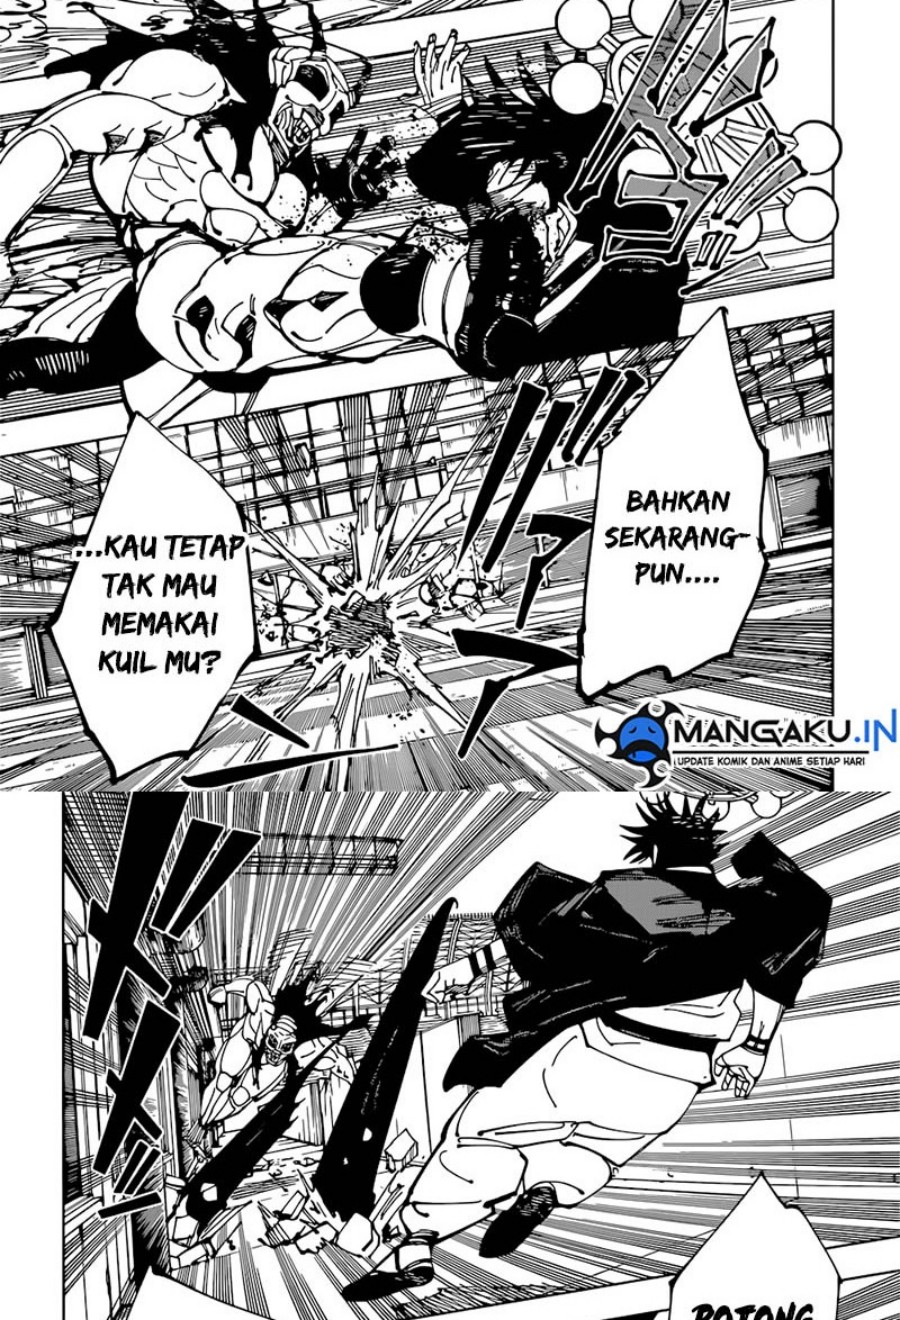 BAHKAN
SEKARANG
PUN....
...KAU TETAP
TAK MAU
MEMAKAI
KUIL MU?
MANGAKU.IN
UPDATE KOMIK DAN ANIME SETIAP HARI
POTONG